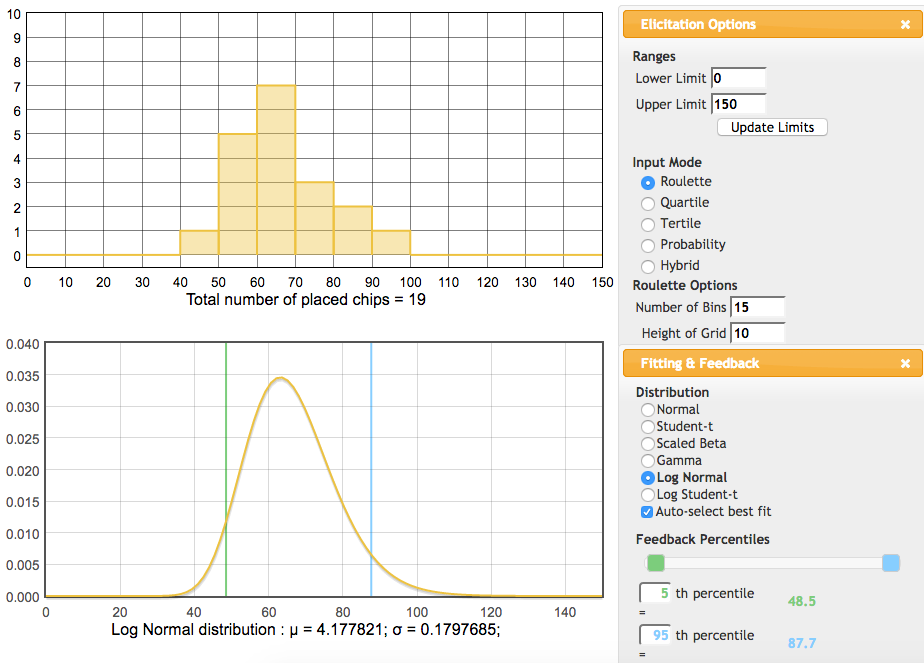 10
9
8
7
6
5
4
3
2
1
0
0 10 20 30 40 50 60 70 80 90 100 110 120 130 140 150
Total number of placed chips = 19
0.040
0.035
0.030
0.025
0.020
0.015
0.010
0.005
0.000
0 20 40 60 80 100 120 140
Log Normal distribution : μ = 4.177821; σ = 0.1797685;
Elicitation Options ×
Ranges
Lower Limit 0
Upper Limit 150
Update Limits
Input Mode
Roulette
Quartile
Tertile
Probability
Hybrid
Roulette Options
Number of Bins 15
Height of Grid 10
Fitting & Feedback ×
Distribution
Normal
Student-t
Scaled Beta
Gamma
Log Normal
Log Student-t
Auto-select best fit
Feedback Percentiles
5 th percentile 48.5
=
95 th percentile 87.7
=